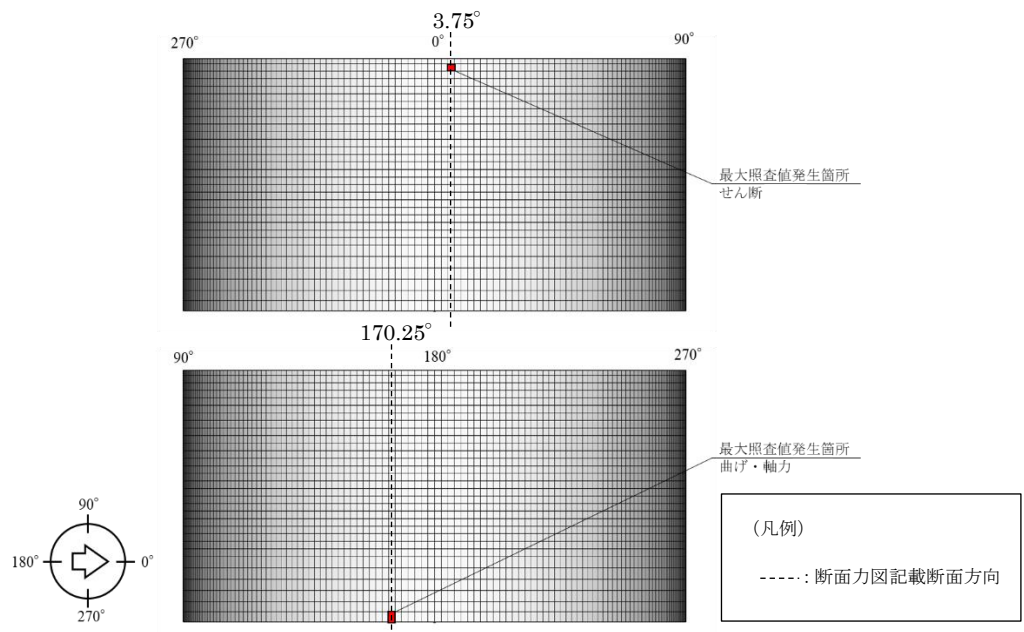 3.75°
270°
0°
90°
最大照査値発生箇所
せん断
170.25°
90°
180°
270°
最大照査値発生箇所
曲げ・軸力
90°
180°
0°
270°
（凡例）
-----：断面力図記載断面方向